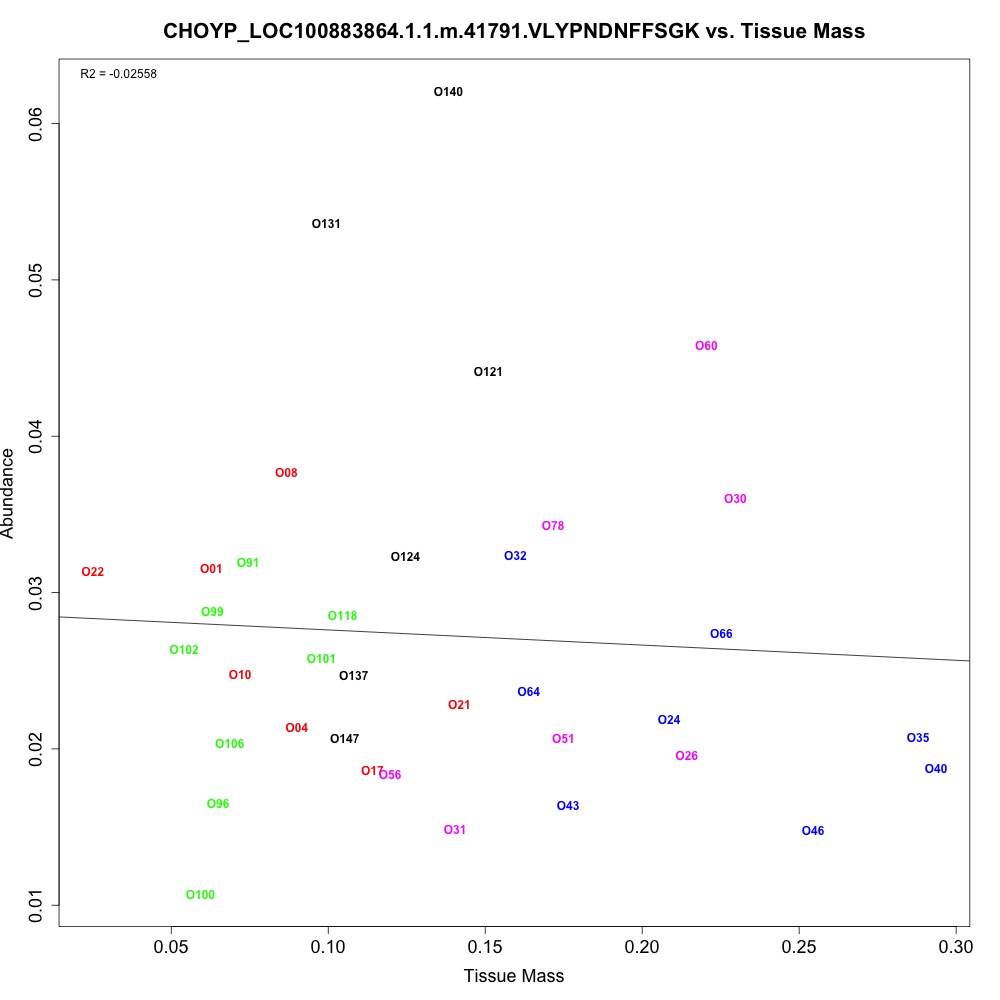 CHOYP_LOC100883864.1.1.m.41791.VLYPNDNFFSGK vs. Tissue Mass
R2 = -0.02558
O140
O131
O60
O121
O08
O30
O78
O32
O124
O91
O01
O22
O99
O118
O66
O102
O101
O10
O137
O64
O21
O24
O04
O35
O51
O147
O106
O26
O40
O17
O56
O96
O43
O31
O46
O100
0.06
0.05
0.04
0.03
0.02
0.01
Abundance
0.05 0.10 0.15 0.20 0.25 0.30
Tissue Mass